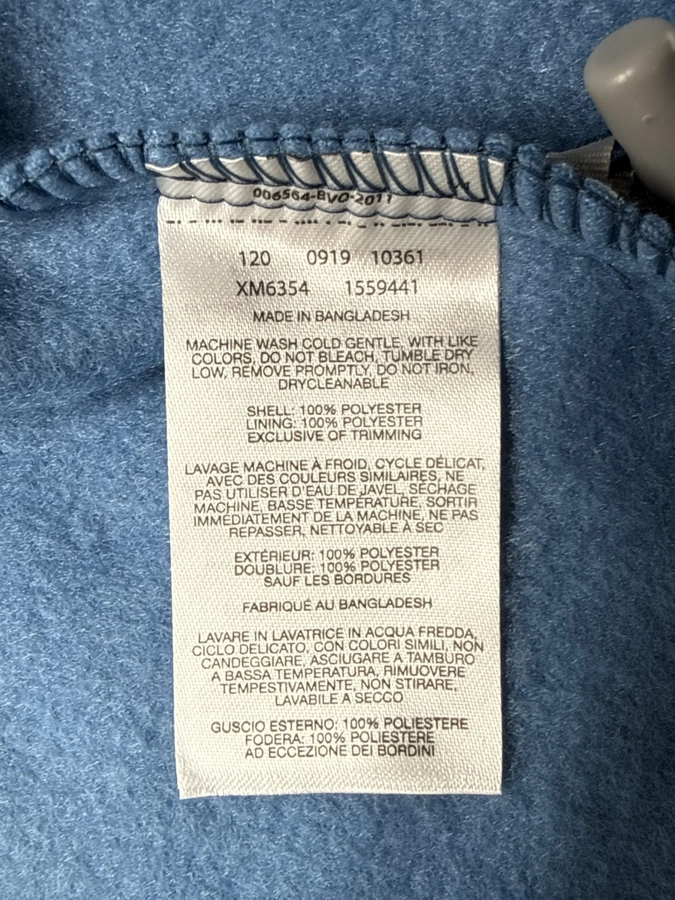 006564-BVO-2011
120 0919 10361
XM6354 1559441
MADE IN BANGLADESH
MACHINE WASH COLD GENTLE, WITH LIKE
COLORS, DO NOT BLEACH, TUMBLE DRY
LOW, REMOVE PROMPTLY, DO NOT IRON,
DRYCLEANABLE
SHELL: 100% POLYESTER
LINING: 100% POLYESTER
EXCLUSIVE OF TRIMMING
LAVAGE MACHINE À FROID, CYCLE DÉLICAT,
AVEC DES COULEURS SIMILAIRES, NE
PAS UTILISER D'EAU DE JAVEL, SÉCHAGE
MACHINE, BASSE TEMPÉRATURE, SORTIR
IMMÉDIATEMENT DE LA MACHINE, NE PAS
REPASSER, NETTOYABLE À SEC
EXTÉRIEUR: 100% POLYESTER
DOUBLURE: 100% POLYESTER
SAUF LES BORDURES
FABRIQUÉ AU BANGLADESH
LAVARE IN LAVATRICE IN ACQUA FREDDA,
CICLO DELICATO, CON COLORI SIMILI, NON
CANDEGGIARE, ASCIUGARE A TAMBURO
A BASSA TEMPERATURA, RIMUOVERE
TEMPESTIVAMENTE, NON STIRARE,
LAVABILE A SECCO
GUSCIO ESTERNO: 100% POLIESTERE
FODERA: 100% POLIESTERE
AD ECCEZIONE DEI BORDINI